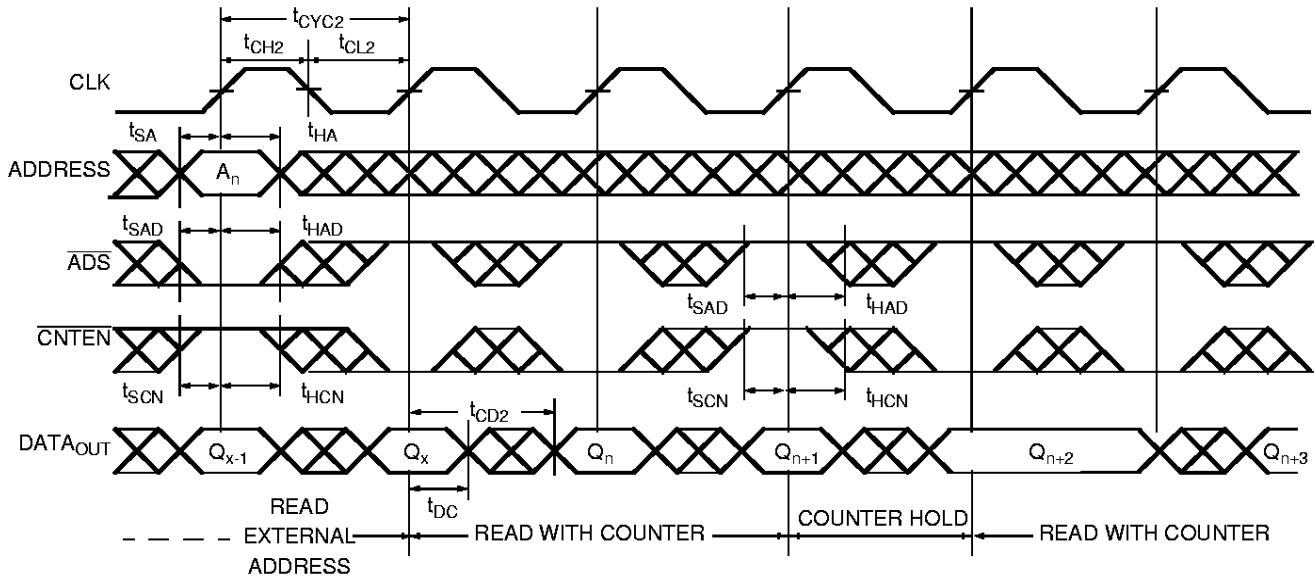 tCYC2
tCH2 tCL2
CLK
tSA tHA
ADDRESS An
tSAD tHAD
ADS
tSAD tHAD
CNTEN
tSCN tHCN tSCN tHCN
tCD2
DATAOUT Qx-1 Qx Qn Qn+1 Qn+2 Qn+3
tDC
READ
EXTERNAL
ADDRESS
READ WITH COUNTER
COUNTER HOLD
READ WITH COUNTER